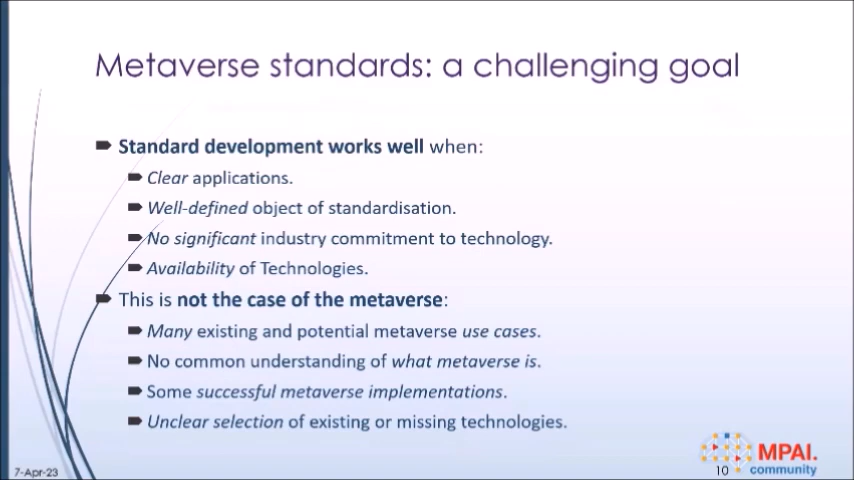 Metaverse standards: a challenging goal
Standard development works well when:
Clear applications.
Well-defined object of standardisation.
No significant industry commitment to technology.
Availability of Technologies.
This is not the case of the metaverse:
Many existing and potential metaverse use cases.
No common understanding of what metaverse is.
Some successful metaverse implementations.
Unclear selection of existing or missing technologies.
7-Apr-23
10
MPAI.
community